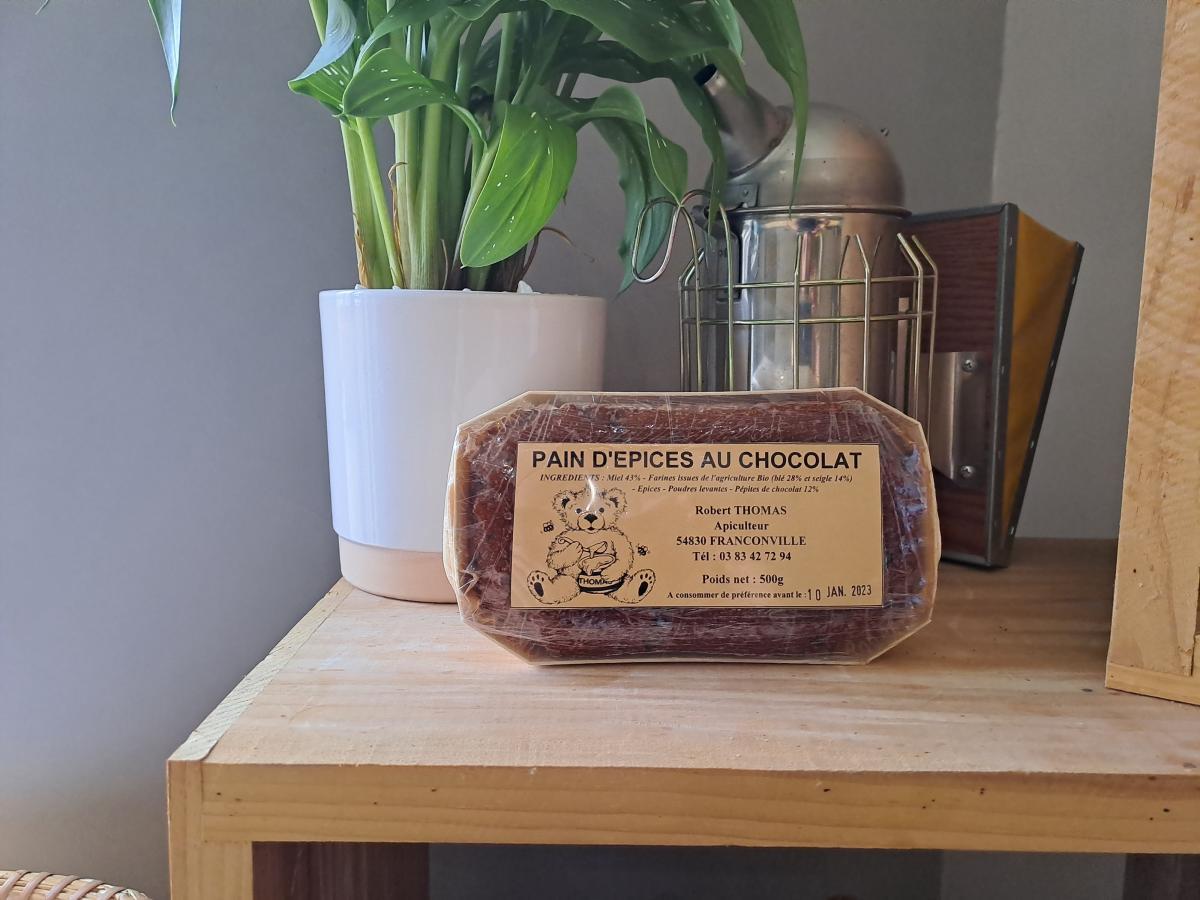 PAIN D'EPICES AU CHOCOLAT
INGREDIENTS : Miel 43% - Farines issues de l'agriculture Bio (blé 28% et seigle 14%)
- Epices - Poudres levantes - Pépites de chocolat 12%
Robert THOMAS
Apiculteur
54830 FRANCONVILLE
Tél : 03 83 42 72 94
THOMAS
Poids net : 500g
A consommer de préférence avant le : 10 JAN. 2023